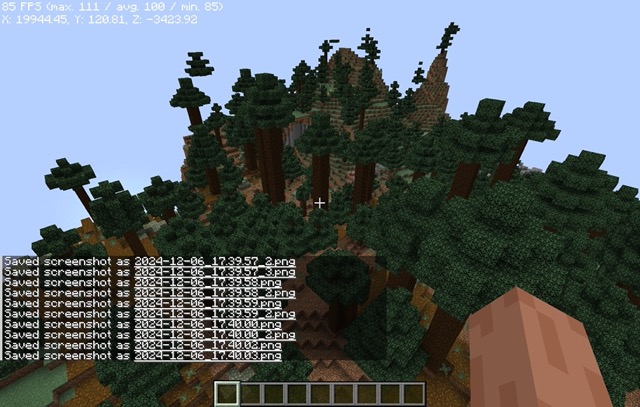 85 FPS (max. 111 / avg. 100 / min. 85)
X: 19944.45, Y: 120.81, Z: -3423.92
Saved screenshot as 2024-12-06_17.39.57_2.png
Saved screenshot as 2024-12-06_17.39.57_3.png
Saved screenshot as 2024-12-06_17.39.58.png
Saved screenshot as 2024-12-06_17.39.58_2.png
Saved screenshot as 2024-12-06_17.39.59.png
Saved screenshot as 2024-12-06_17.39.59_2.png
Saved screenshot as 2024-12-06_17.40.00.png
Saved screenshot as 2024-12-06_17.40.00_2.png
Saved screenshot as 2024-12-06_17.40.02.png
Saved screenshot as 2024-12-06_17.40.03.png